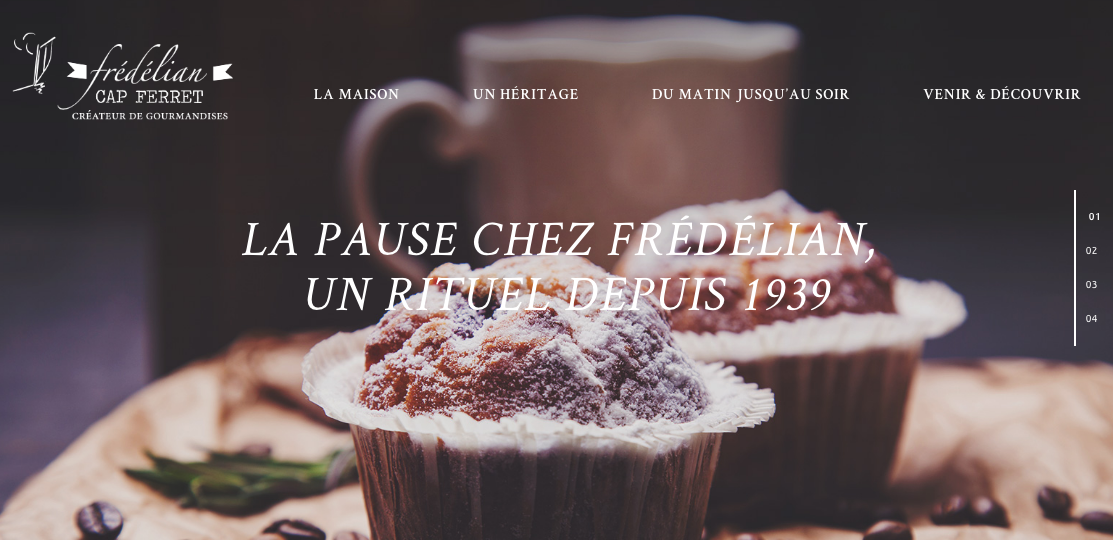 frédélian
CAP FERRET
CRÉATEUR DE GOURMANDISES
LA MAISON
UN HÉRITAGE
DU MATIN JUSQU'AU SOIR
VENIR & DÉCOUVRIR
LA PAUSE CHEZ FRÉDÉLIAN,
UN RITUEL DEPUIS 1939
01
02
03
04